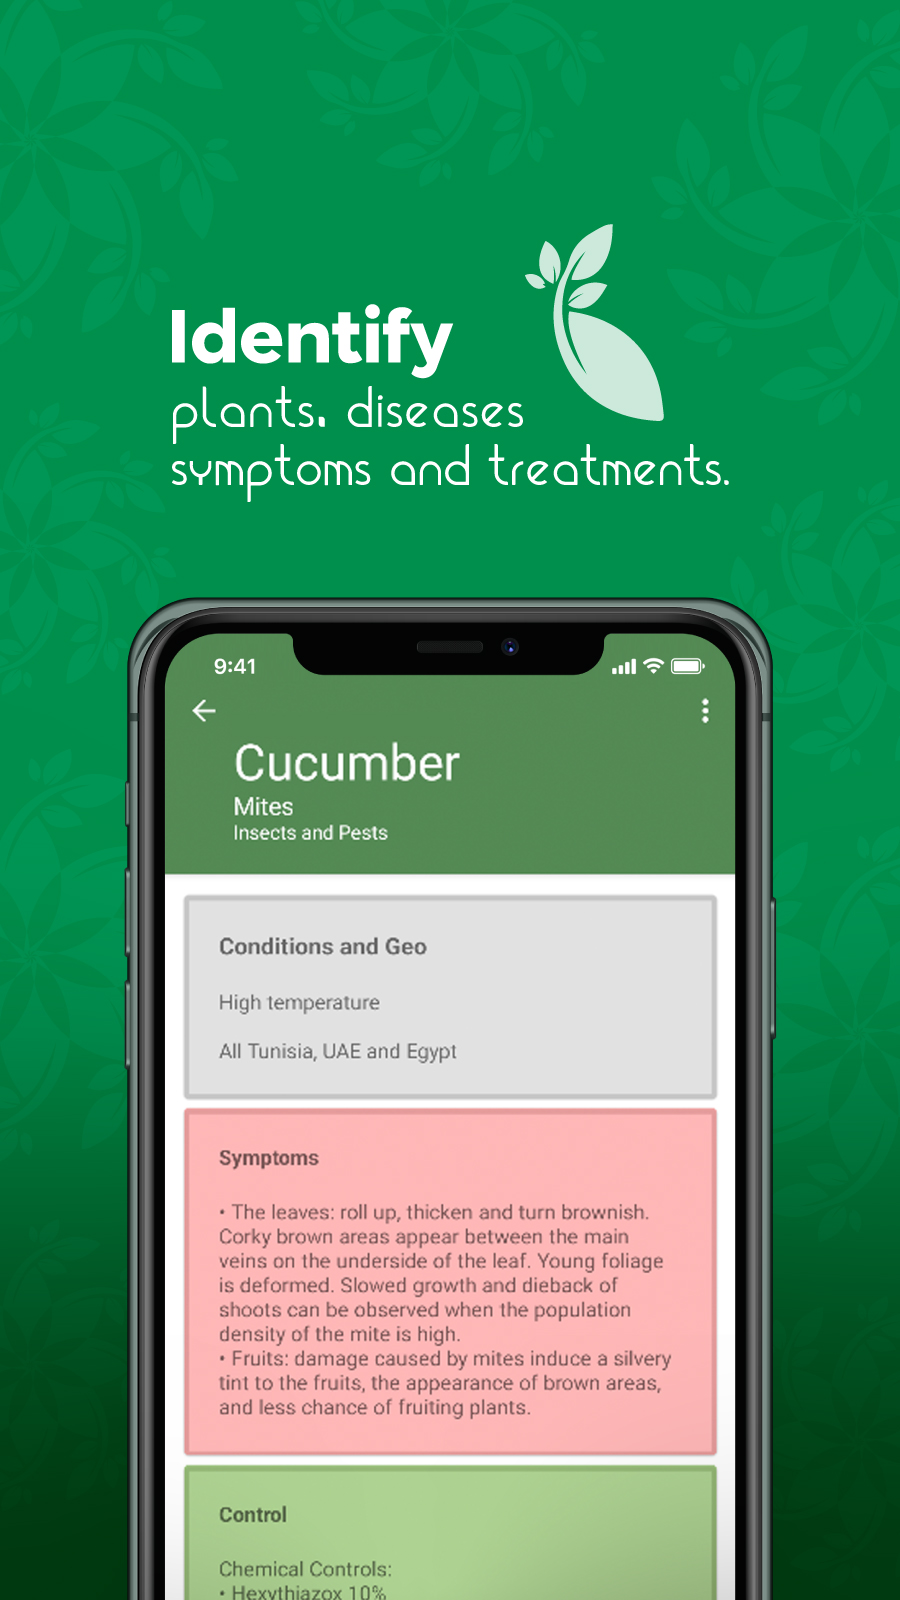 Identify
plants, diseases
symptoms and treatments.
9:41
Cucumber
Mites
Insects and Pests
Conditions and Geo
High temperature
All Tunisia, UAE and Egypt
Symptoms
• The leaves: roll up, thicken and turn brownish.
Corky brown areas appear between the main
veins on the underside of the leaf. Young foliage
is deformed. Slowed growth and dieback of
shoots can be observed when the population
density of the mite is high.
• Fruits: damage caused by mites induce a silvery
tint to the fruits, the appearance of brown areas,
and less chance of fruiting plants.
Control
Chemical Controls:
• Hexythiazox 10%